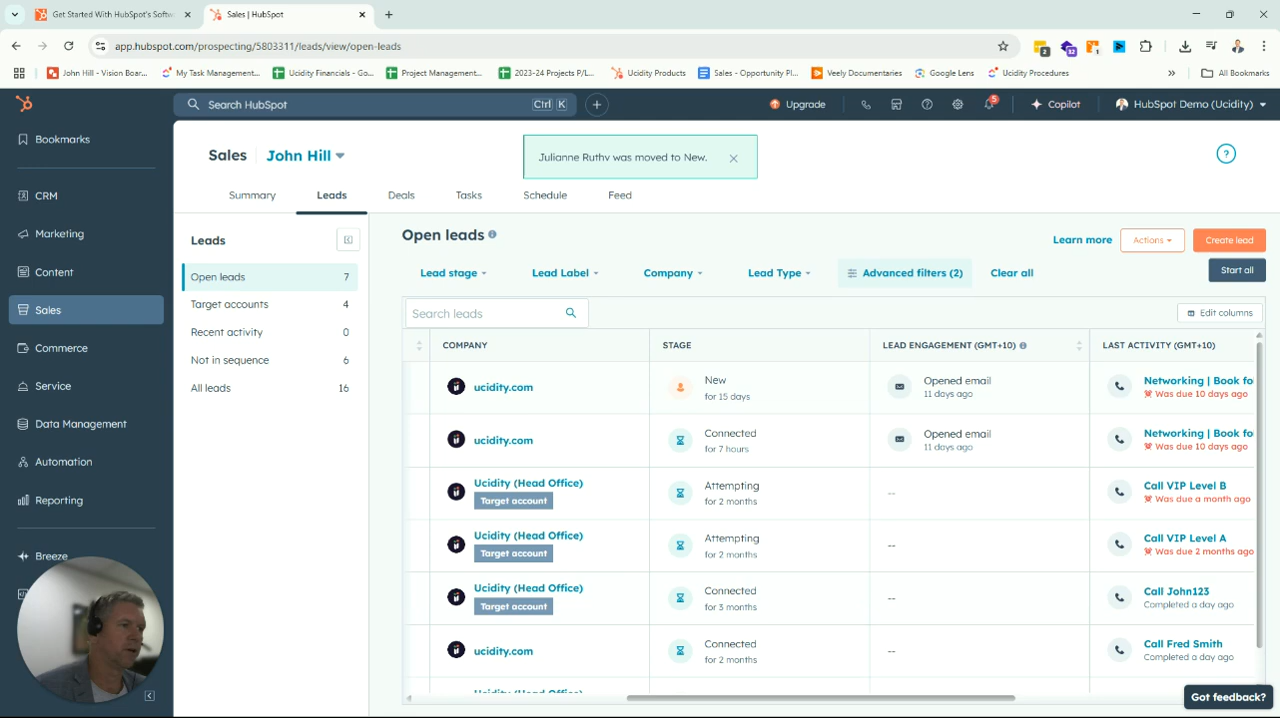 Get Started With HubSpot's Softw
Sales | HubSpot
app.hubspot.com/prospecting/5803311/leads/view/open-leads
2
52
1
John Hill - Vision Boar...
My Task Management...
Ucidity Financials - Go...
Project Management...
2023-24 Projects P/L...
Ucidity Products
Sales - Opportunity Pl...
Veely Documentaries
Google Lens
Ucidity Procedures
»
All Bookmarks
Search HubSpot
Ctrl K
Upgrade
5
Copilot
HubSpot Demo (Ucidity)
Bookmarks
CRM
Marketing
Content
Sales
Commerce
Service
Data Management
Automation
Reporting
Breeze
Sales John Hill
Julianne Ruthy was moved to New.
Summary
Leads
Deals
Tasks
Schedule
Feed
Leads
Open leads 7
Target accounts 4
Recent activity 0
Not in sequence 6
All leads 16
Open leads
Learn more
Actions
Create lead
Lead stage
Lead Label
Company
Lead Type
Advanced filters (2)
Clear all
Start all
Search leads
Edit columns
COMPANY
STAGE
LEAD ENGAGEMENT (GMT+10)
LAST ACTIVITY (GMT+10)
ucidity.com
New
for 15 days
Opened email
11 days ago
Networking | Book fo
Was due 10 days ago
ucidity.com
Connected
for 7 hours
Opened email
11 days ago
Networking | Book fo
Was due 10 days ago
Ucidity (Head Office)
Target account
Attempting
for 2 months
--
Call VIP Level B
Was due a month ago
Ucidity (Head Office)
Target account
Attempting
for 2 months
--
Call VIP Level A
Was due 2 months ago
Ucidity (Head Office)
Target account
Connected
for 3 months
--
Call John123
Completed a day ago
ucidity.com
Connected
for 2 months
--
Call Fred Smith
Completed a day ago
Got feedback?